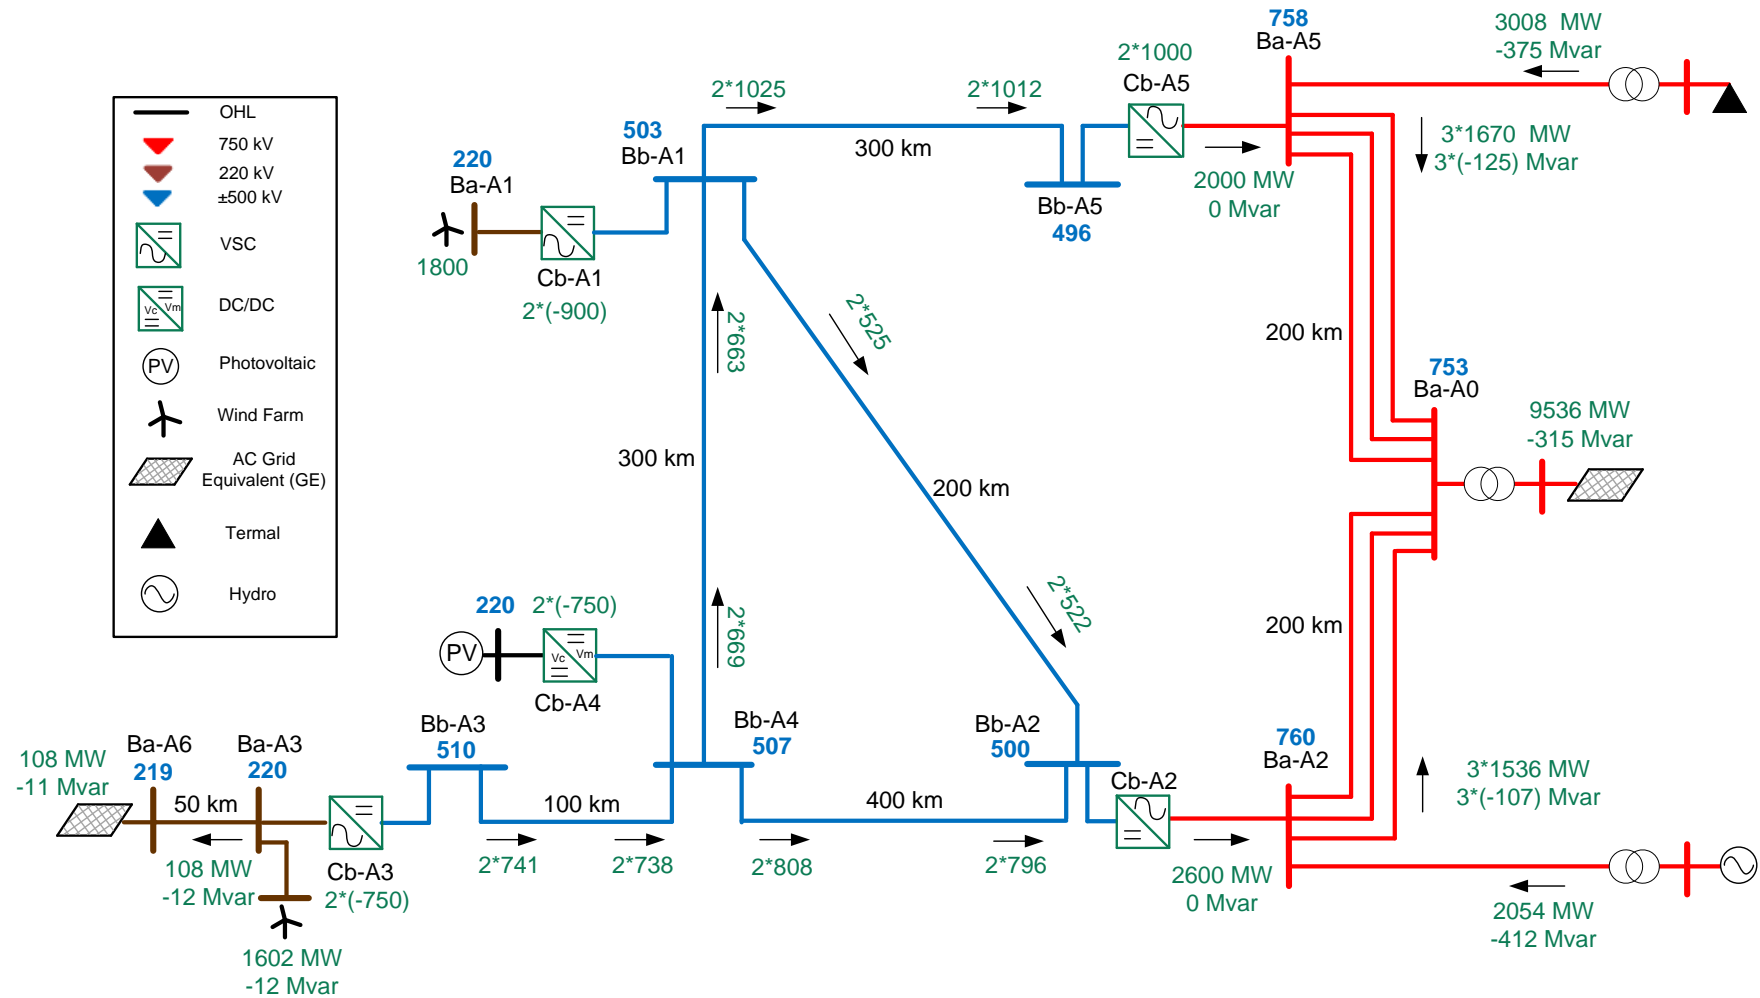 OHL
750 kV
220 kV
±500 kV
VSC
Vc
Vm
DC/DC
PV
Photovoltaic
Wind Farm
AC Grid
Equivalent (GE)
Termal
Hydro
220
Ba-A1
1800
Cb-A1
2*(-900)
503
Bb-A1
2*1025
2*1012
300 km
2*1000
Cb-A5
Bb-A5
496
2000 MW
0 Mvar
758
Ba-A5
3008 MW
-375 Mvar
3*1670 MW
3*(-125) Mvar
200 km
753
Ba-A0
9536 MW
-315 Mvar
2*663
2*525
300 km
200 km
2*669
2*522
200 km
220
2*(-750)
PV
Vc
Vm
Cb-A4
Bb-A4
507
Bb-A2
500
Cb-A2
760
Ba-A2
3*1536 MW
3*(-107) Mvar
2600 MW
0 Mvar
2054 MW
-412 Mvar
400 km
2*808
2*796
Bb-A3
510
100 km
2*741
2*738
108 MW
-11 Mvar
Ba-A6
219
Ba-A3
220
50 km
108 MW
-12 Mvar
Cb-A3
2*(-750)
1602 MW
-12 Mvar